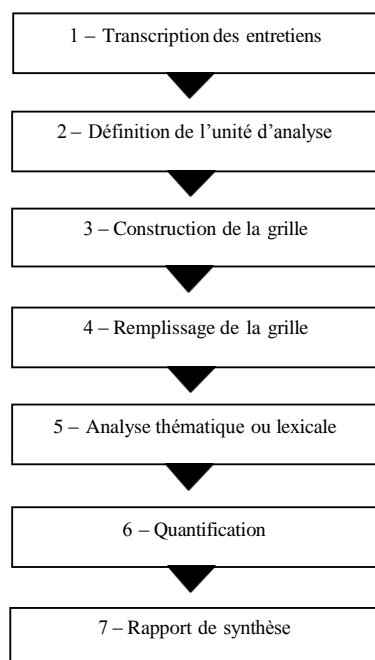 1 – Transcription des entretiens
2 – Définition de l’unité d’analyse
3 – Construction de la grille
4 – Remplissage de la grille
5 – Analyse thématique ou lexicale
6 – Quantification
7 – Rapport de synthèse